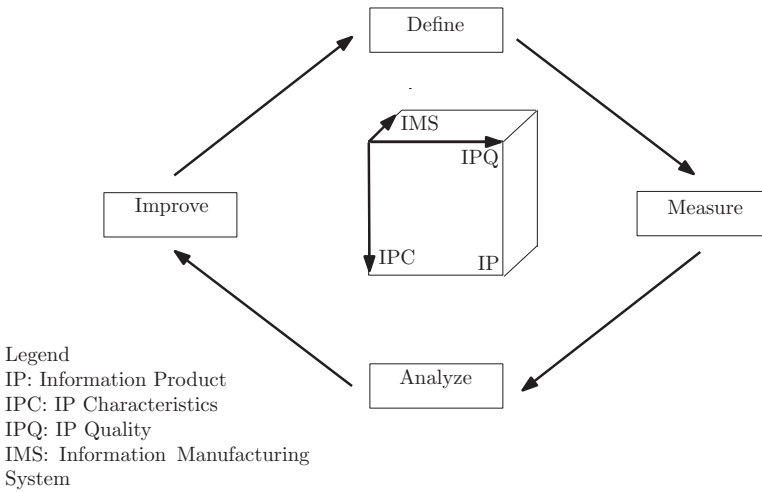 Define
IMS
IPQ
Improve
Measure
IPC
IP
Analyze
Legend
IP: Information Product
IPC: IP Characteristics
IPQ: IP Quality
IMS: Information Manufacturing
System